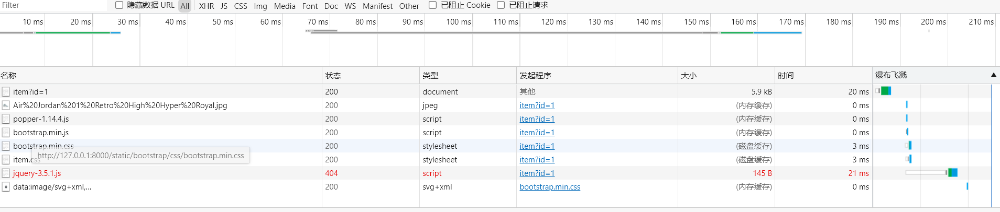 Filter 隐藏数据 URL All XHR JS CSS Img Media Font Doc WS Manifest Other 已阻止 Cookie 已阻止请求
10 ms 20 ms 30 ms 40 ms 50 ms 60 ms 70 ms 80 ms 90 ms 100 ms 110 ms 120 ms 130 ms 140 ms 150 ms 160 ms 170 ms 180 ms 190 ms 200 ms 210 ms
名称 状态 类型 发起程序 大小 时间 瀑布飞溅
item?id=1 200 document 其他 5.9 kB 20 ms
Air%20Jordan%201%20Retro%20High%20Hyper%20Royal.jpg 200 jpeg item?id=1 (内存缓存) 0 ms
popper-1.14.4.js 200 script item?id=1 (内存缓存) 0 ms
bootstrap.min.js 200 script item?id=1 (内存缓存) 0 ms
bootstrap.min.css 200 stylesheet item?id=1 (磁盘缓存) 3 ms
http://127.0.0.1:8000/static/bootstrap/css/bootstrap.min.css
item.css 200 stylesheet item?id=1 (磁盘缓存) 3 ms
jquery-3.5.1.js 404 script item?id=1 145 B 21 ms
data:image/svg+xml,... 200 svg+xml bootstrap.min.css (内存缓存) 0 ms